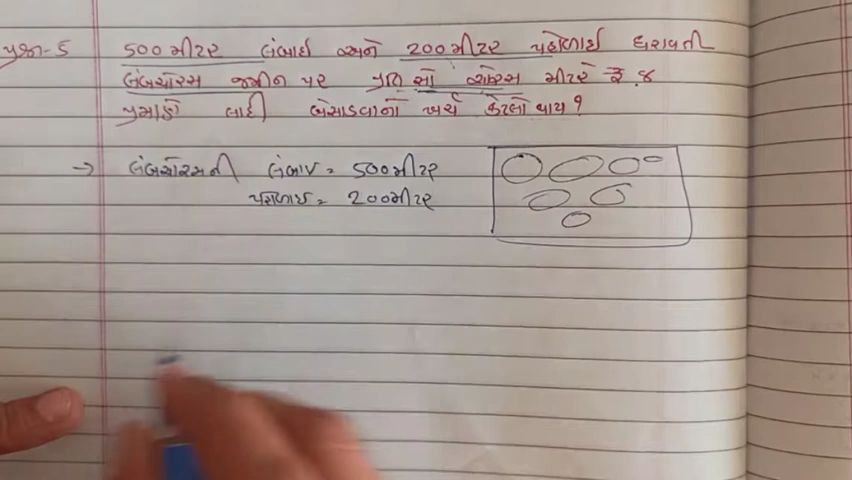 પ્રશ્ન-5 500 મીટર લંબાઈ અને 200 મીટર પહોળાઈ ધરાવતી
લંબચોરસ જમીન પર પ્રતિ સો ચોરસ મીટરે રૂ. ૪
પ્રમાણે લાદી બેસાડવાનો ખર્ચ કેટલો થાય ?
→ લંબચોરસની લંબાઈ = 500 મીટર
પહોળાઈ = 200 મીટર